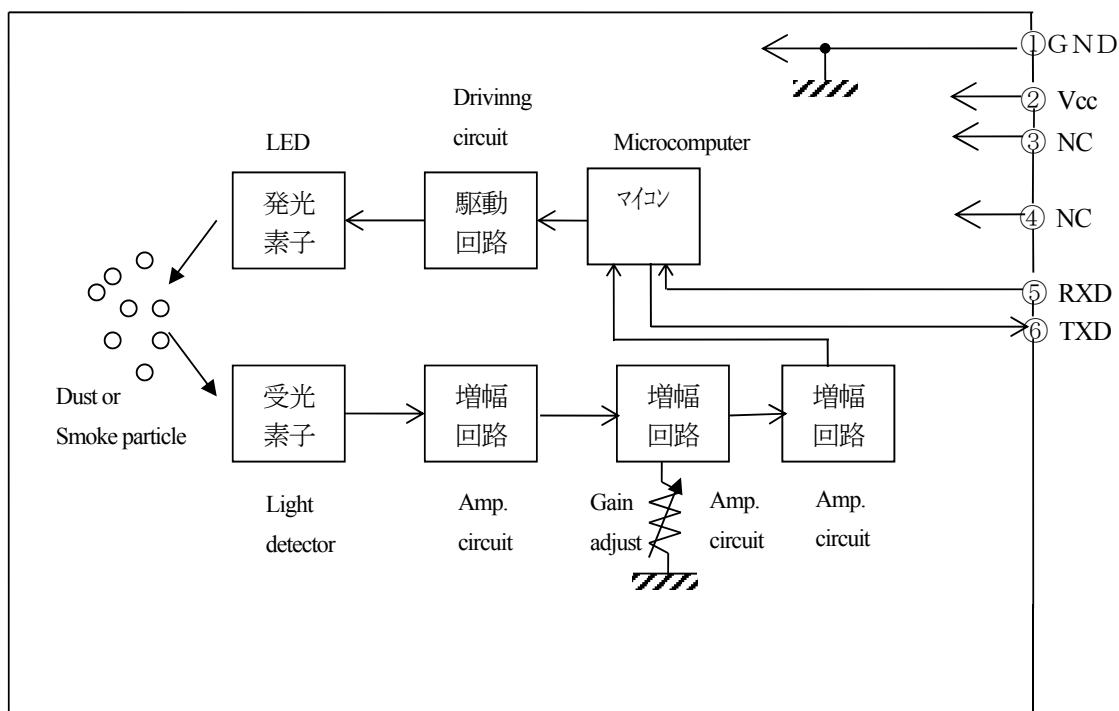 ①GND
② Vcc
③ NC
④ NC
⑤ RXD
⑥ TXD
LED
Drivinng
circuit
Microcomputer
発光
素子
駆動
回路
マイコン
Dust or
Smoke particle
受光
素子
増幅
回路
増幅
回路
増幅
回路
Light
detector
Amp.
circuit
Gain
adjust
Amp.
circuit
Amp.
circuit